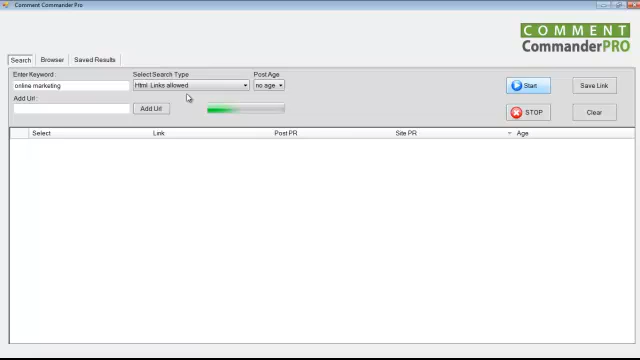 Comment Commander Pro
COMMENT
CommanderPRO
Search Browser Saved Results
Enter Keyword : Select Search Type Post Age
online marketing Html Links allowed no age Start Save Link
Add Url :
Add Url STOP Clear
Select Link Post PR Site PR Age